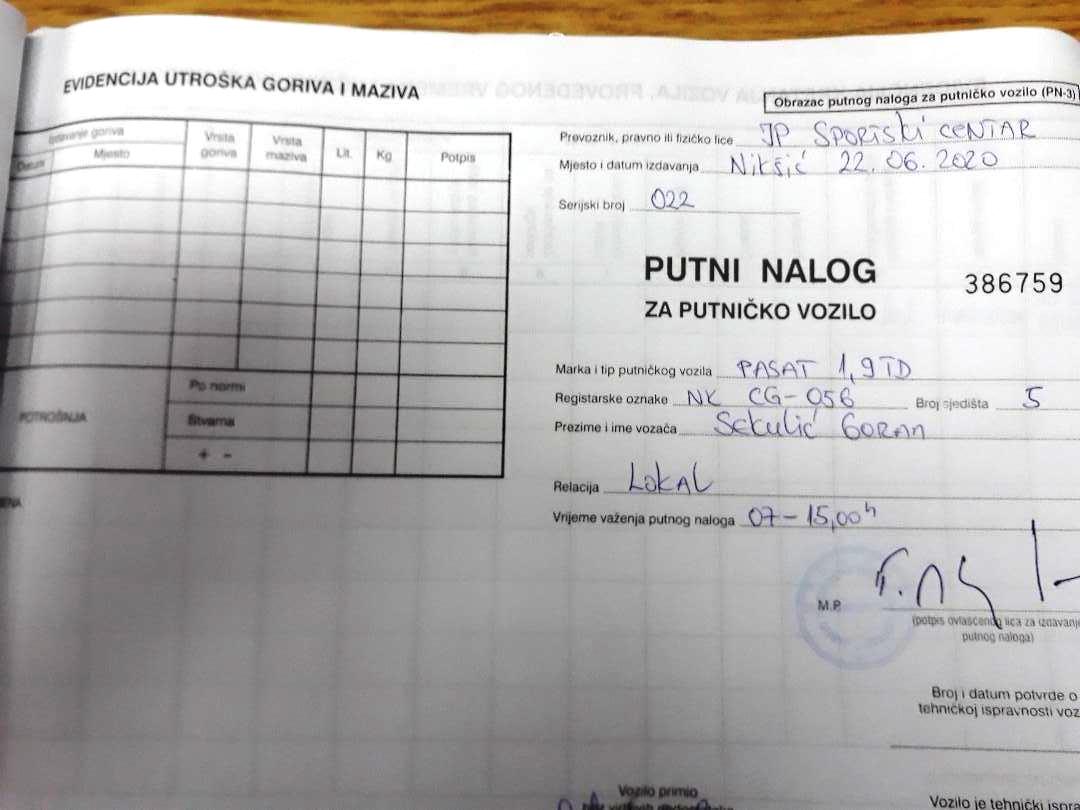 EVIDENCIJA UTROŠKA GORIVA I MAZIVA
goriva
Datum
Mjesto
Vrsta goriva
Vrsta maziva
Lit.
Kg
Potpis
POTROŠNJA
Po normi
Stvarna
+ -
Obrazac putnog naloga za putničko vozilo (PN-3)
Prevoznik, pravno ili fizičko lice JP SPORTSKI CENTAR
Mjesto i datum izdavanja Nikšić 22.06.2020
Serijski broj 022
PUTNI NALOG
386759
ZA PUTNIČKO VOZILO
Marka i tip putničkog vozila PASAT 1,9 TD
Registarske oznake NK CG-056 Broj sjedišta 5
Prezime i ime vozača Sekulić Goran
Relacija LOKAL
Vrijeme važenja putnog naloga 07-15,00h
M.P.
(potpis ovlašćenog lica za izdavanje
putnog naloga)
Broj i datum potvrde o
tehničkoj ispravnosti voz
Vozilo primio
Vozilo je tehnički ispra